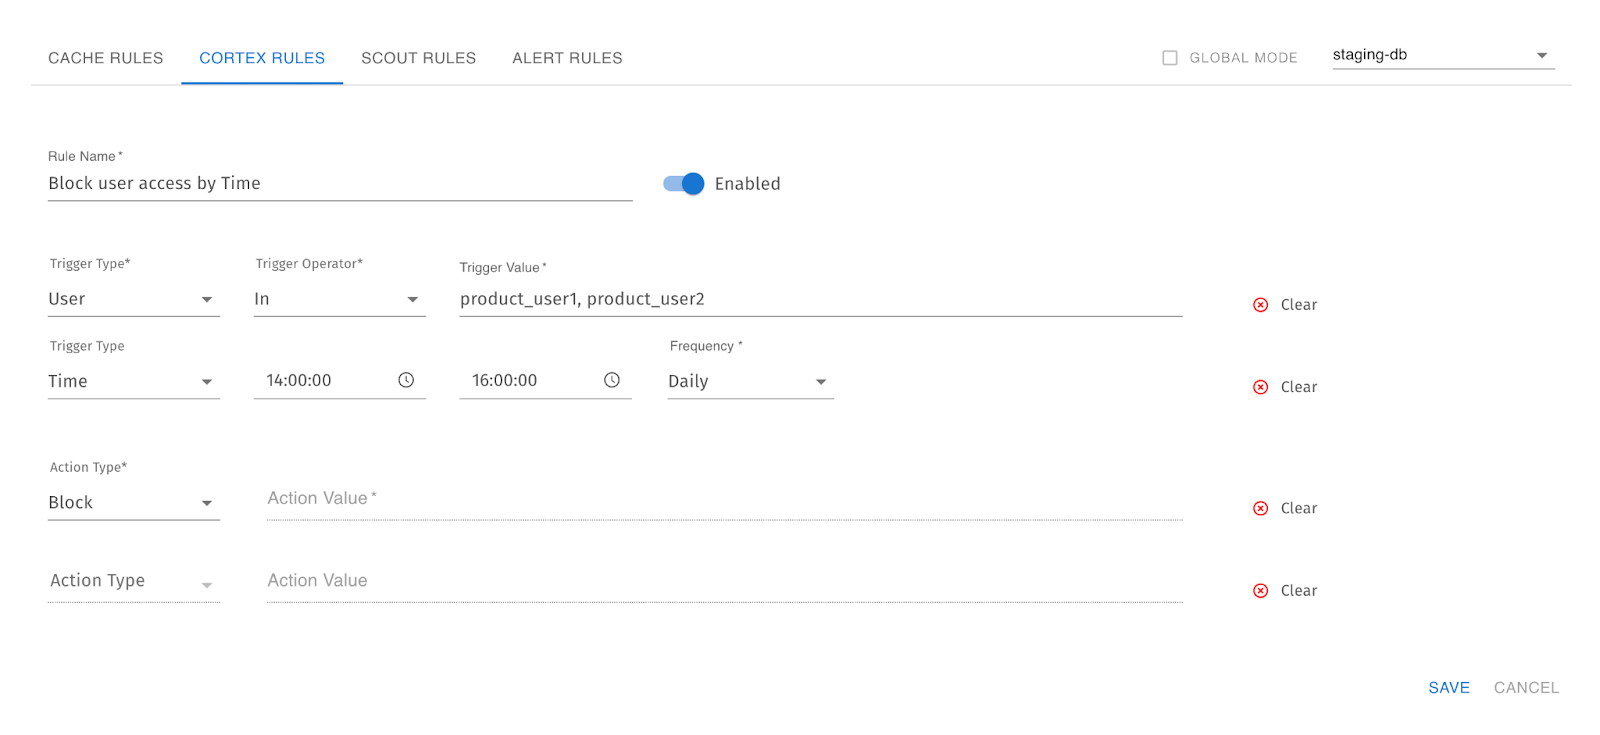 CACHE RULES CORTEX RULES SCOUT RULES ALERT RULES GLOBAL MODE staging-db
Rule Name *
Block user access by Time Enabled
Trigger Type* Trigger Operator* Trigger Value *
User In product_user1, product_user2 Clear
Trigger Type Frequency *
Time 14:00:00 16:00:00 Daily Clear
Action Type*
Block Action Value * Clear
Action Type Action Value Clear
SAVE CANCEL